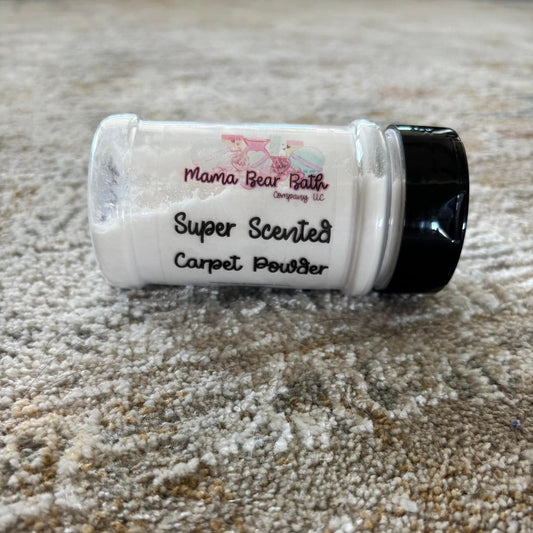 Mama Bear Bath
Company LLC
Super Scented
Carpet Powder